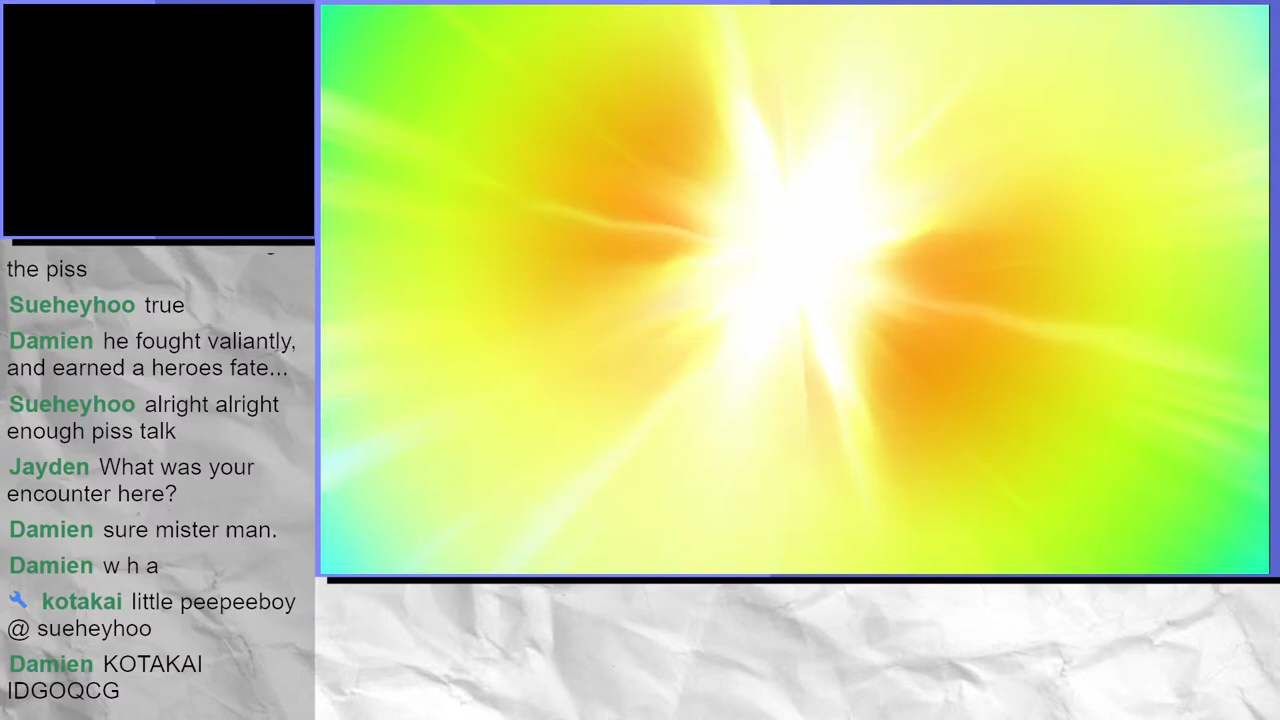 the piss
Sueheyhoo true
Damien he fought valiantly,
and earned a heroes fate...
Sueheyhoo alright alright
enough piss talk
Jayden What was your
encounter here?
Damien sure mister man.
Damien w h a
kotakai little peepeeboy
@ sueheyhoo
Damien KOTAKAI
IDGOQCG